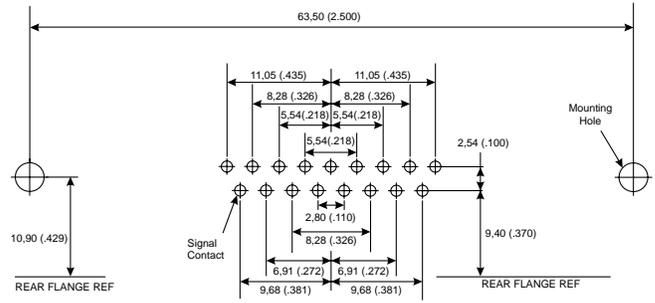 63,50 (2.500)
11,05 (.435) 11,05 (.435)
8,28 (.326) 8,28 (.326)
5,54(.218) 5,54(.218)
5,54(.218)
Mounting
Hole
2,54 (.100)
2,80 (.110)
10,90 (.429)
Signal
Contact
8,28 (.326)
9,40 (.370)
6,91 (.272) 6,91 (.272)
9,68 (.381) 9,68 (.381)
REAR FLANGE REF
REAR FLANGE REF